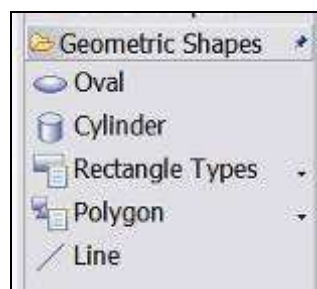 Geometric Shapes
Oval
Cylinder
Rectangle Types
Polygon
Line